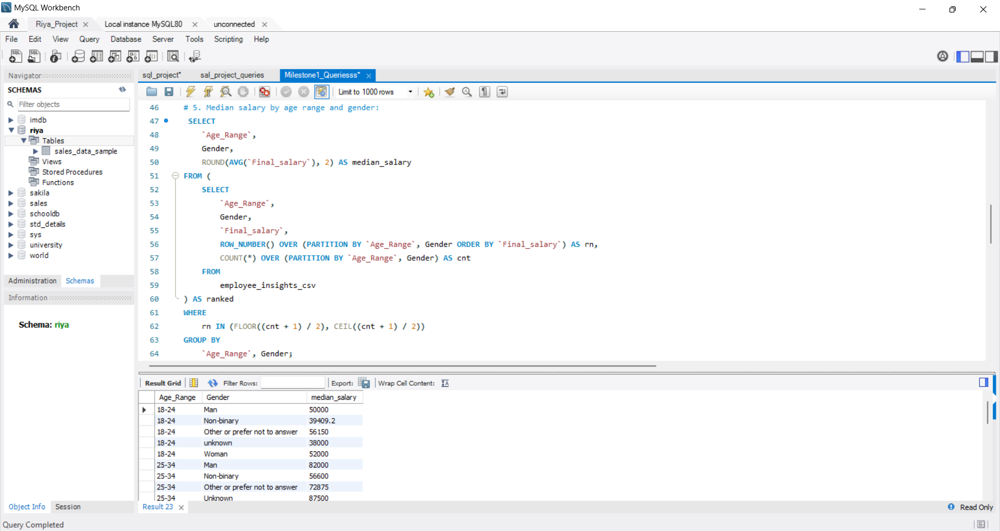 MySQL Workbench
Riya_Project
Local instance MySQL80
unconnected
File Edit View Query Database Server Tools Scripting Help
Navigator
SCHEMAS
Filter objects
imdb
riya
Tables
sales_data_sample
Views
Stored Procedures
Functions
sakila
sales
schooldb
std_details
sys
university
world
Administration Schemas
Information
Schema: riya
Object Info Session
sql_project* sal_project_queries Milestone1_Queriesss*
Limit to 1000 rows
46 # 5. Median salary by age range and gender:
47 SELECT
48 `Age_Range`,
49 Gender,
50 ROUND(AVG(`Final_salary`), 2) AS median_salary
51 FROM (
52 SELECT
53 `Age_Range`,
54 Gender,
55 `Final_salary`,
56 ROW_NUMBER() OVER (PARTITION BY `Age_Range`, Gender ORDER BY `Final_salary`) AS rn,
57 COUNT(*) OVER (PARTITION BY `Age_Range`, Gender) AS cnt
58 FROM
59 employee_insights_csv
60 ) AS ranked
61 WHERE
62 rn IN (FLOOR((cnt + 1) / 2), CEIL((cnt + 1) / 2))
63 GROUP BY
64 `Age_Range`, Gender;
Result Grid Filter Rows: Export: Wrap Cell Content:
Age_Range Gender median_salary
18-24 Man 50000
18-24 Non-binary 39409.2
18-24 Other or prefer not to answer 56150
18-24 unknown 38000
18-24 Woman 52000
25-34 Man 82000
25-34 Non-binary 56600
25-34 Other or prefer not to answer 72875
25-34 Unknown 87500
Result 23
Read Only
Query Completed